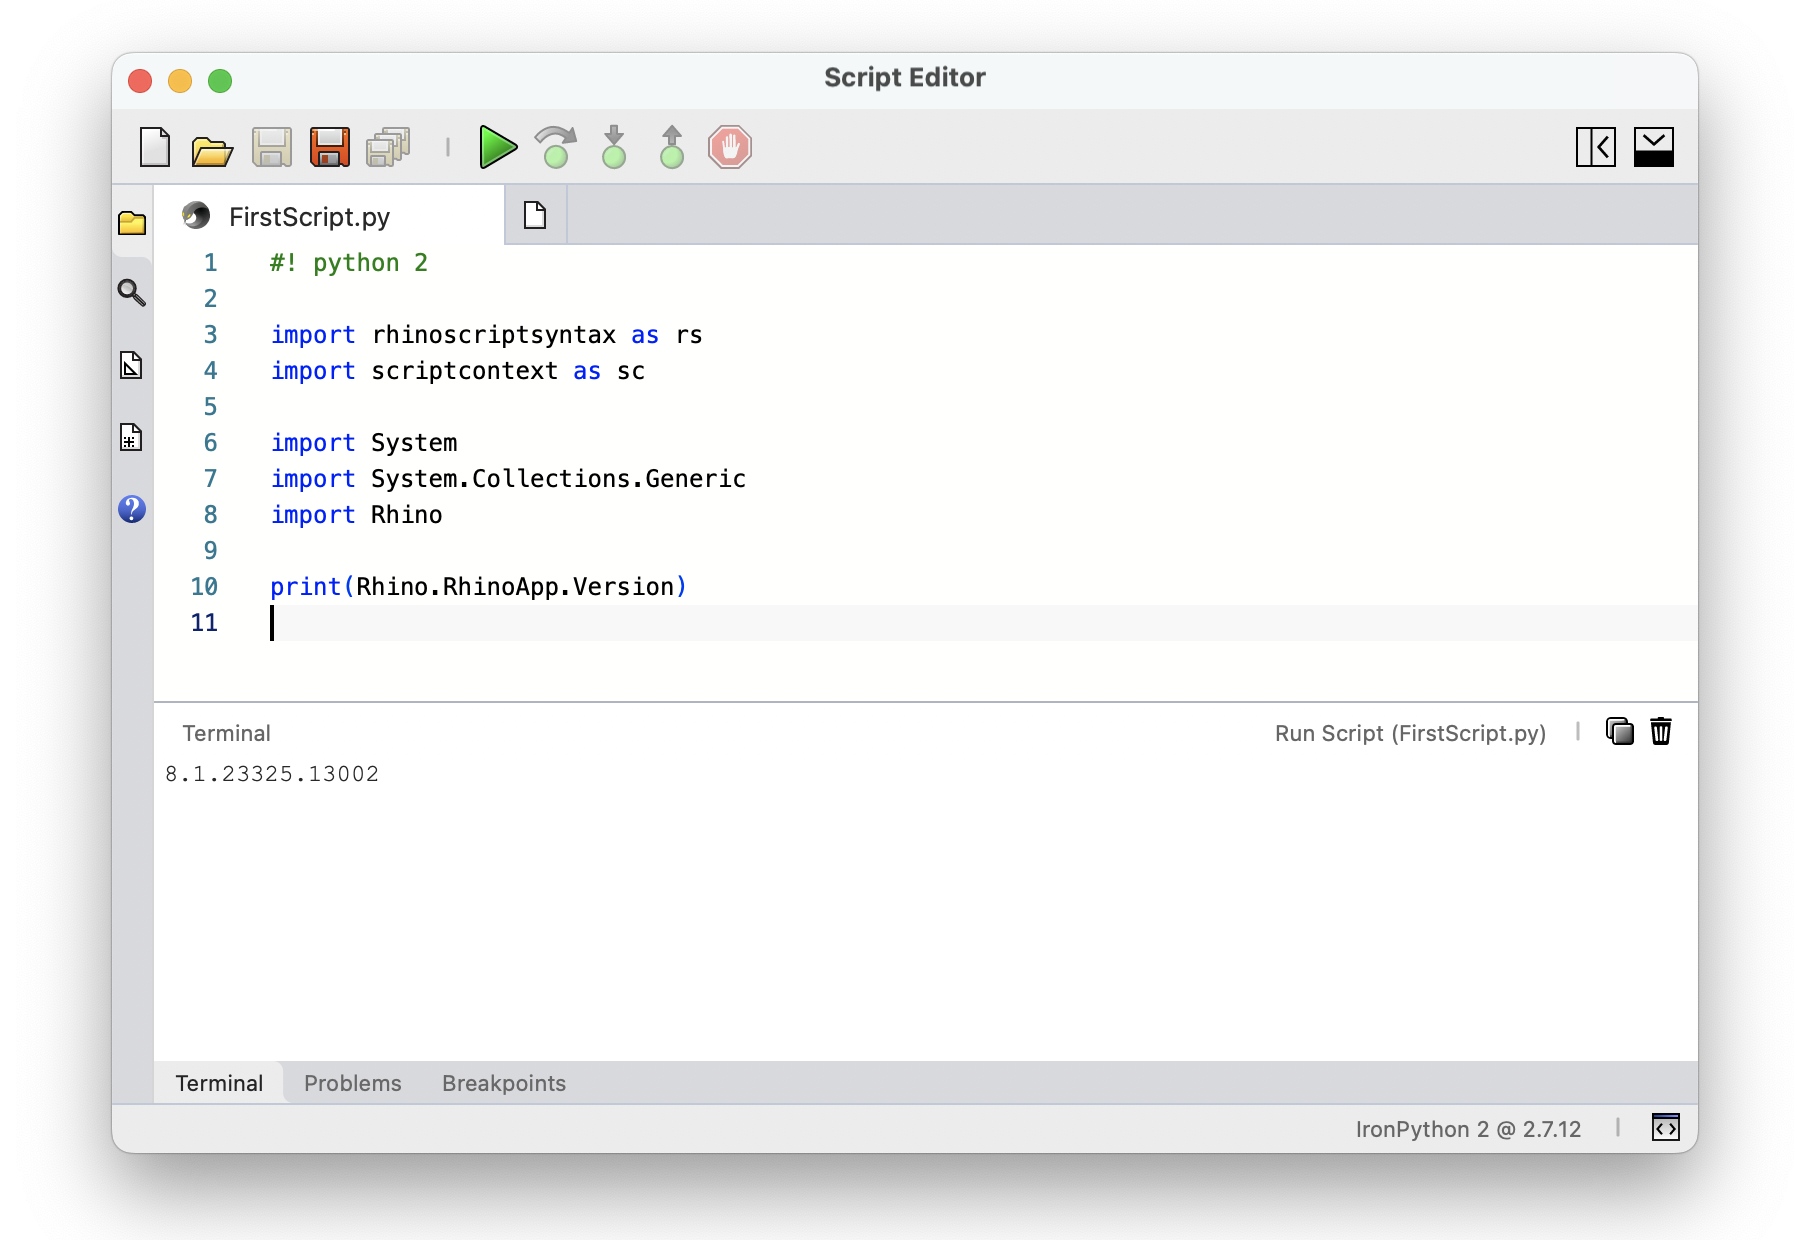 Script Editor
FirstScript.py
1 #! python 2
2
3 import rhinoscriptsyntax as rs
4 import scriptcontext as sc
5
6 import System
7 import System.Collections.Generic
8 import Rhino
9
10 print(Rhino.RhinoApp.Version)
11
Terminal Run Script (FirstScript.py)
8.1.23325.13002
Terminal Problems Breakpoints
IronPython 2 @ 2.7.12